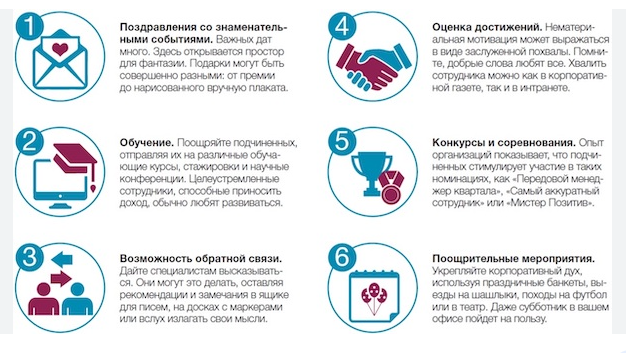 1
Поздравления со знаменатель-
ными событиями. Важных дат
много. Здесь открывается простор
для фантазии. Подарки могут быть
совершенно разными: от премии
до нарисованного вручную плаката.
2
Обучение. Поощряйте подчиненных,
отправляя их на различные обуча-
ющие курсы, стажировки и научные
конференции. Целеустремленные
сотрудники, способные приносить
доход, обычно любят развиваться.
3
Возможность обратной связи.
Дайте специалистам высказывать-
ся. Они могут это делать, оставляя
рекомендации и замечания в ящике
для писем, на досках с маркерами
или вслух излагать свои мысли.
4
Оценка достижений. Нематери-
альная мотивация может выражаться
в виде заслуженной похвалы. Помни-
те, добрые слова любят все. Хвалить
сотрудника можно как в корпоратив-
ной газете, так и в интранете.
5
Конкурсы и соревнования. Опыт
организаций показывает, что подчи-
ненных стимулирует участие в таких
номинациях, как «Передовой менед-
жер квартала», «Самый аккуратный
сотрудник» или «Мистер Позитив».
6
Поощрительные мероприятия.
Укрепляйте корпоративный дух,
используя праздничные банкеты, вы-
езды на шашлыки, походы на футбол
или в театр. Даже субботник в вашем
офисе пойдет на пользу.